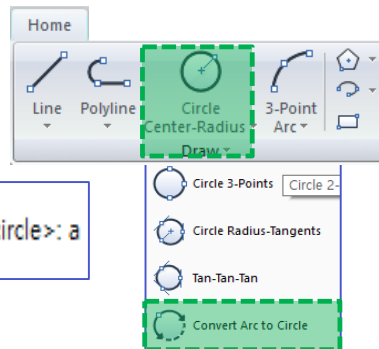 Home
Line
Polyline
Circle
Center-Radius
3-Point
Arc
Draw
Circle 3-Points
Circle 2-
Circle Radius-Tangents
ircle>: a
Tan-Tan-Tan
Convert Arc to Circle